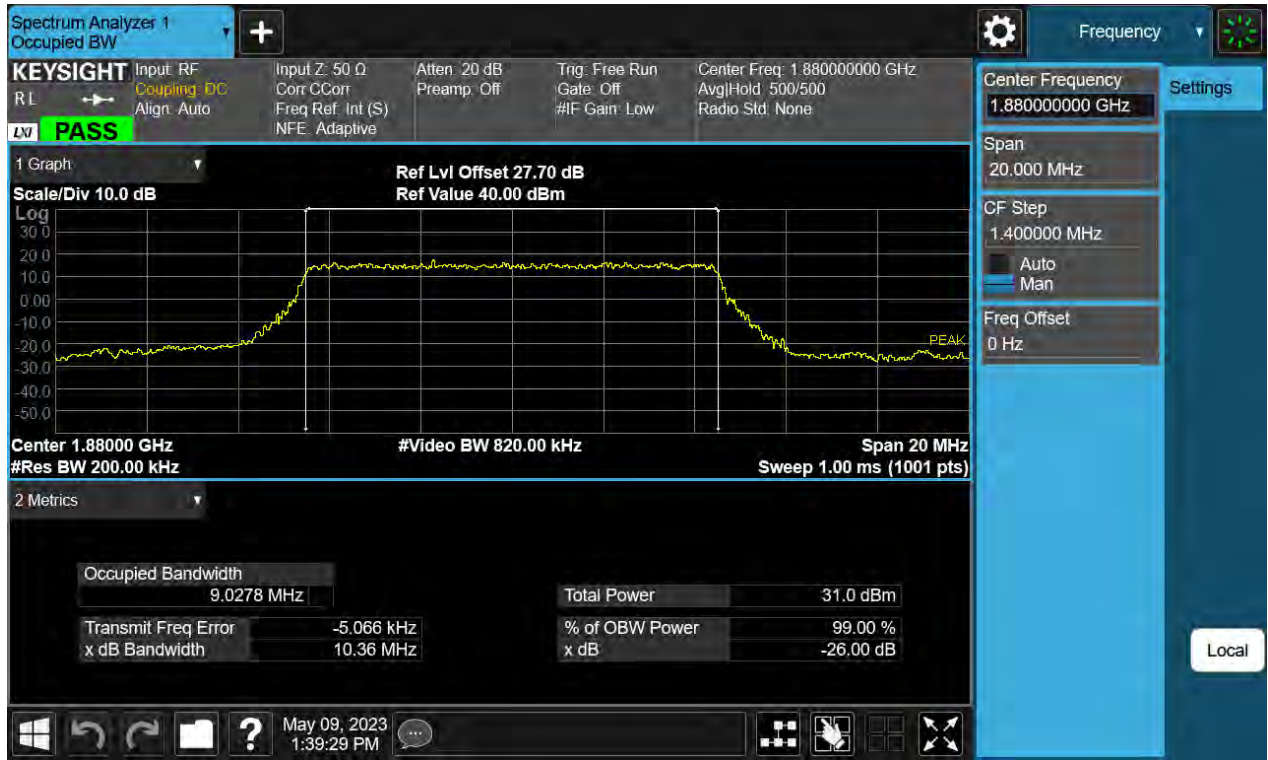 Spectrum Analyzer 1
Occupied BW
Frequency
KEYSIGHT
RL
LXI
PASS
Input: RF
Coupling: DC
Align: Auto
Input Z: 50 Ω
Corr CCorr
Freq Ref: Int (S)
NFE: Adaptive
Atten: 20 dB
Preamp: Off
Trig: Free Run
Gate: Off
#IF Gain: Low
Center Freq: 1.880000000 GHz
Avg|Hold: 500/500
Radio Std: None
Center Frequency
1.880000000 GHz
Settings
Span
20.000 MHz
CF Step
1.400000 MHz
Auto
Man
Freq Offset
0 Hz
1 Graph
Scale/Div 10.0 dB
Ref Lvl Offset 27.70 dB
Ref Value 40.00 dBm
Log
30.0
20.0
10.0
0.00
-10.0
-20.0
-30.0
-40.0
-50.0
PEAK
Center 1.88000 GHz
#Video BW 820.00 kHz
Span 20 MHz
#Res BW 200.00 kHz
Sweep 1.00 ms (1001 pts)
2 Metrics
Occupied Bandwidth
9.0278 MHz
Total Power 31.0 dBm
Transmit Freq Error -5.066 kHz
% of OBW Power 99.00 %
x dB Bandwidth 10.36 MHz
x dB -26.00 dB
Local
?
May 09, 2023
1:39:29 PM